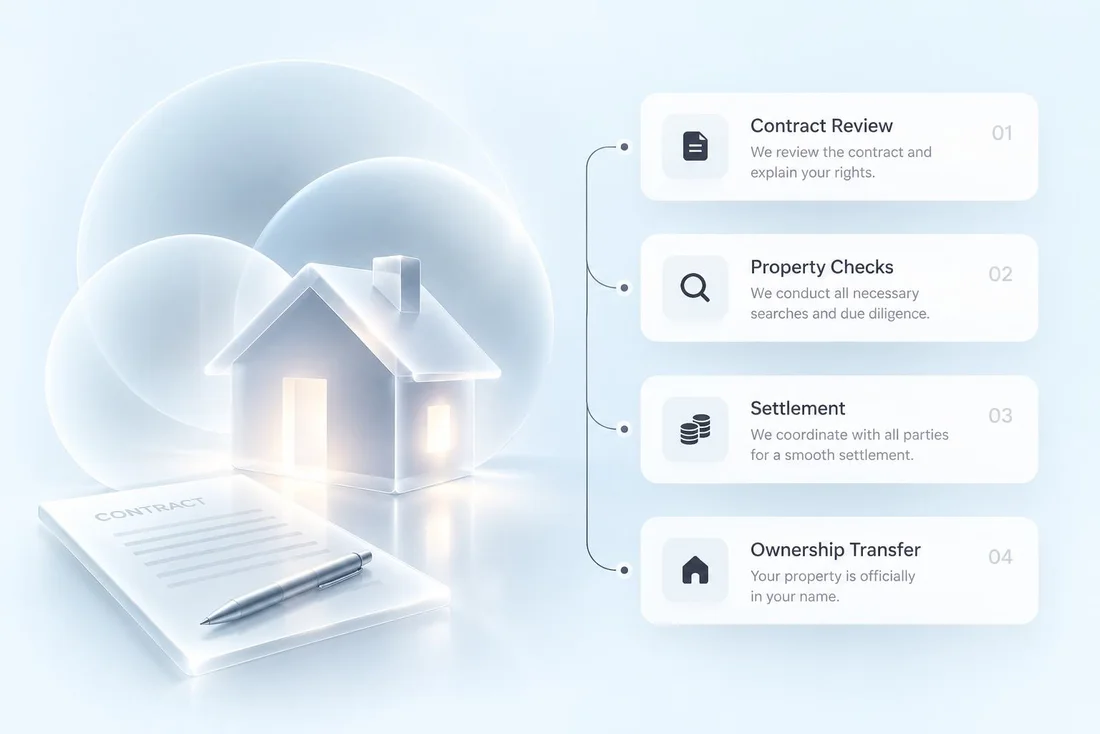 CONTRACT
Contract Review
01
We review the contract and
explain your rights.
Property Checks
02
We conduct all necessary
searches and due diligence.
Settlement
03
We coordinate with all parties
for a smooth settlement.
Ownership Transfer
04
Your property is officially
in your name.